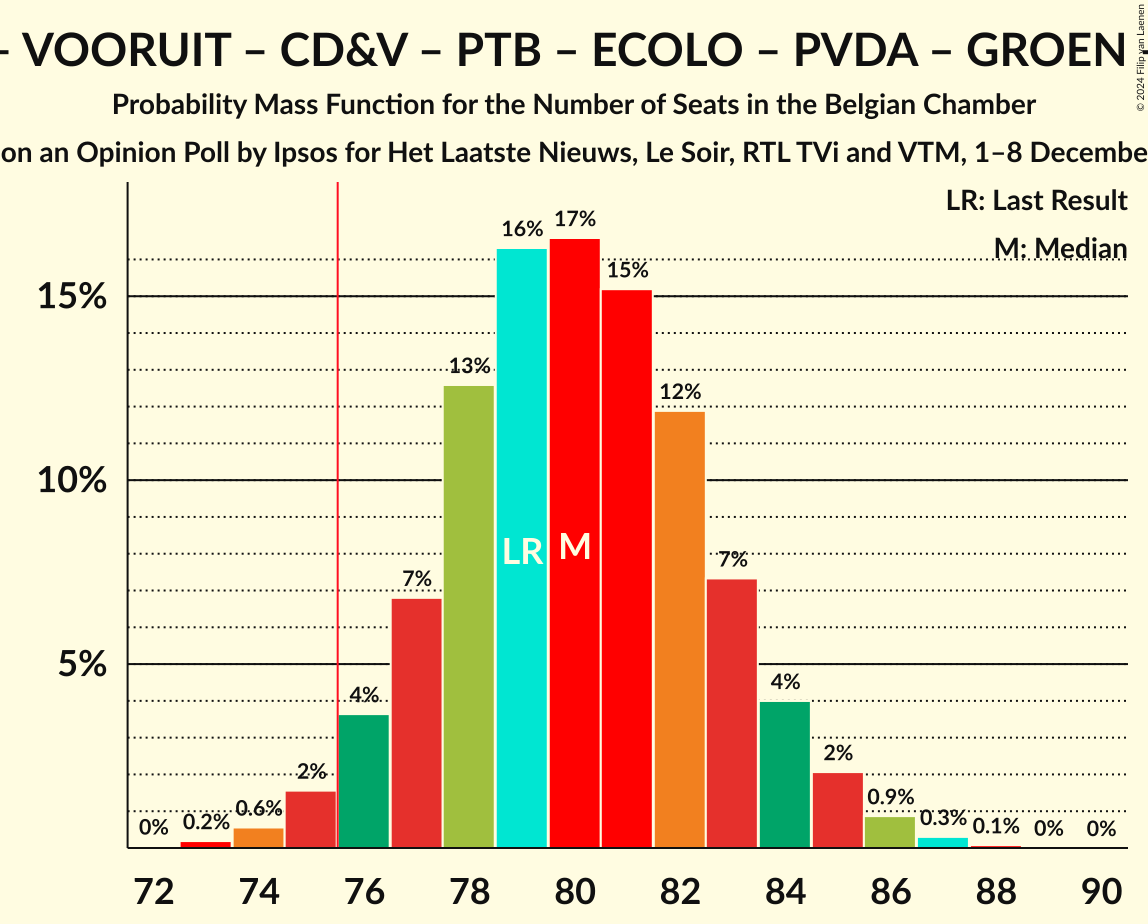 – VOORUIT – CD&V – PTB – ECOLO – PVDA – GROEN –
Probability Mass Function for the Number of Seats in the Belgian Chamber
on an Opinion Poll by Ipsos for Het Laatste Nieuws, Le Soir, RTL TVi and VTM, 1–8 Decembe
© 2024 Filip van Laenen
LR: Last Result
M: Median
15%
10%
5%
0%
0.2%
0.6%
2%
4%
7%
13%
16%
17%
15%
12%
7%
4%
2%
0.9%
0.3%
0.1%
0%
0%
LR
M
72 74 76 78 80 82 84 86 88 90